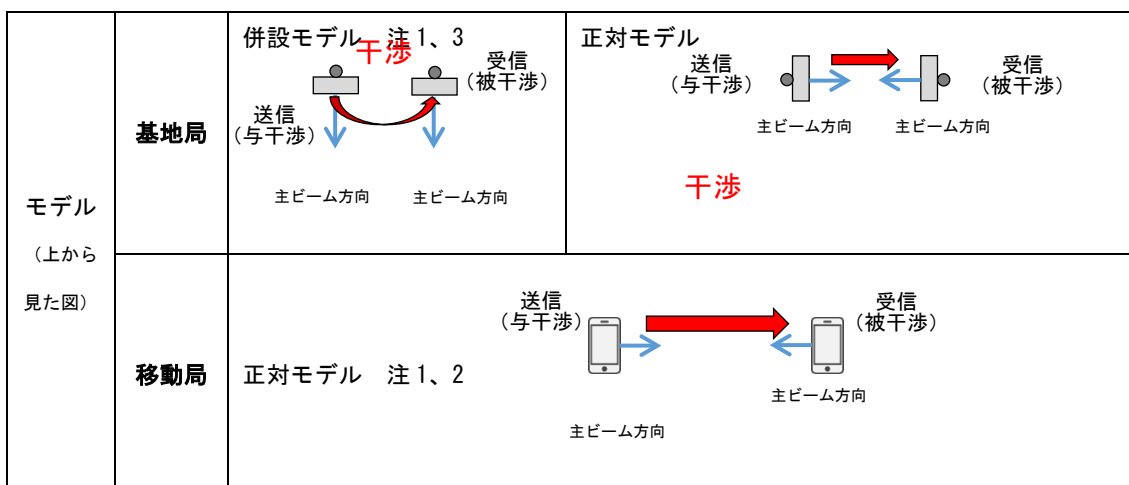 モデル
（上から
見た図）
基地局
併設モデル　注１、３
干渉
送信
（与干渉）
受信
（被干渉）
主ビーム方向
主ビーム方向
正対モデル
送信
（与干渉）
受信
（被干渉）
主ビーム方向
主ビーム方向
干渉
移動局
正対モデル　注１、２
送信
（与干渉）
受信
（被干渉）
主ビーム方向
主ビーム方向